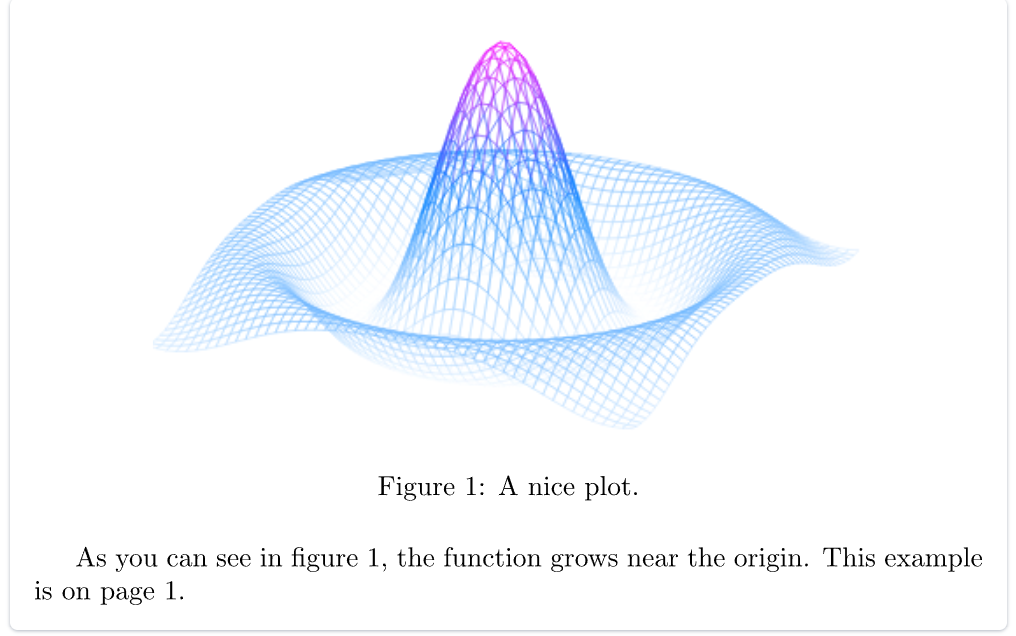 Figure 1: A nice plot.
As you can see in figure 1, the function grows near the origin. This example
is on page 1.